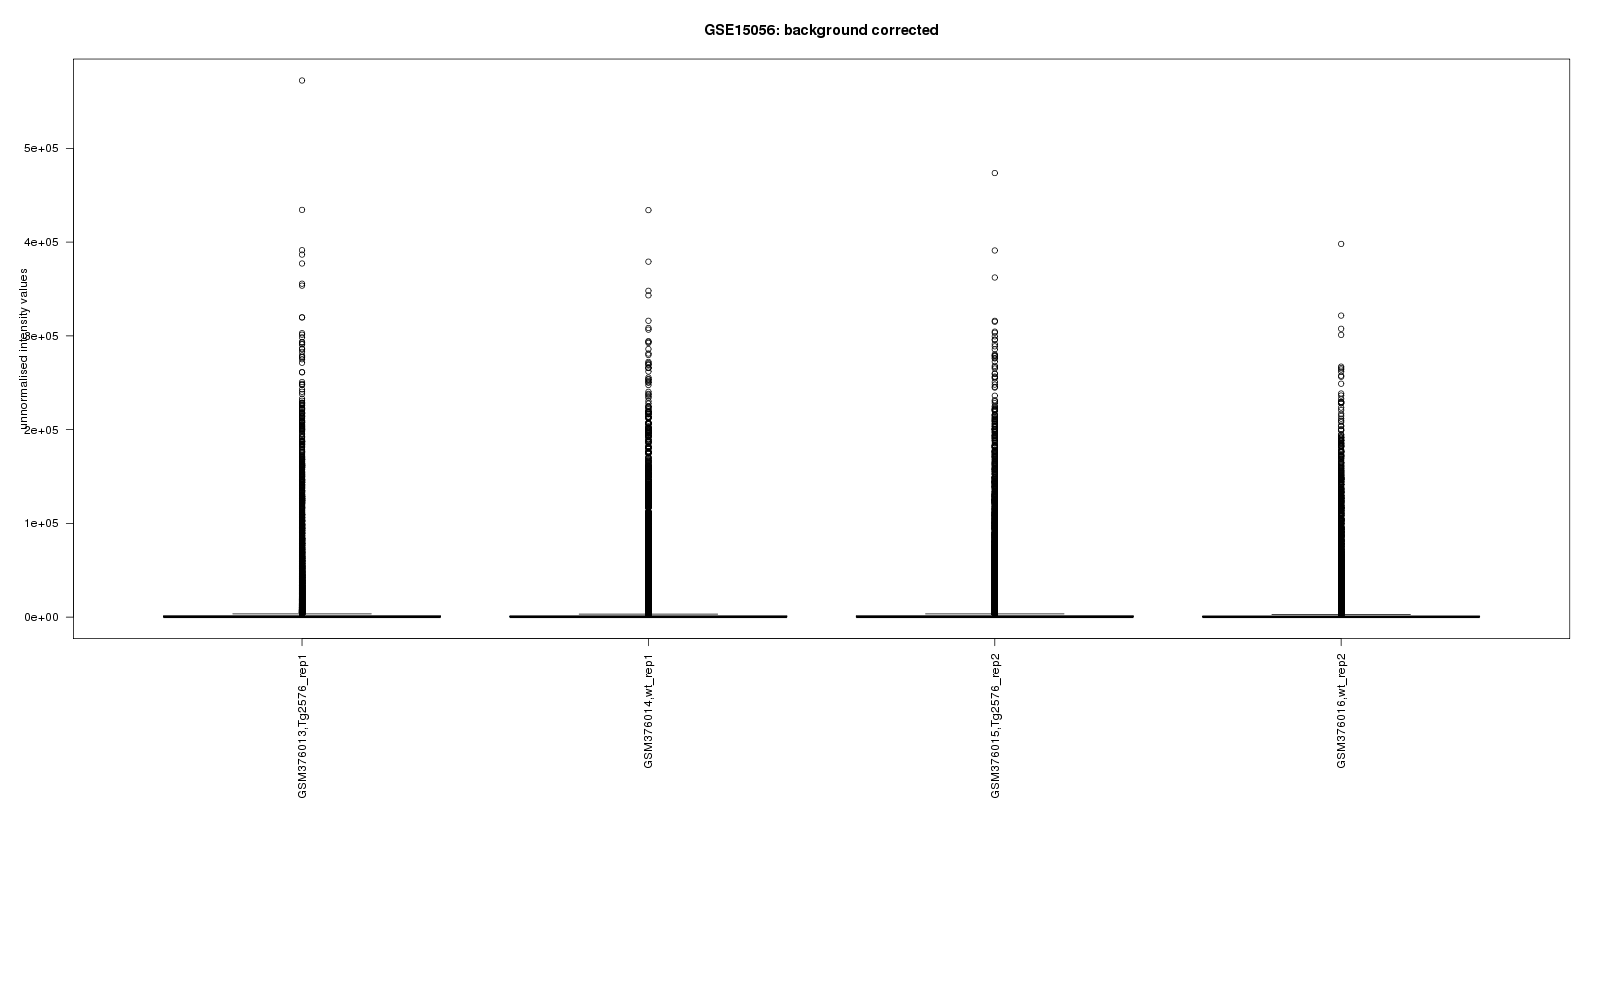 GSE15056: background corrected
unnormalised intensity values
5e+05
4e+05
3e+05
2e+05
1e+05
0e+00
GSM376013,Tg2576_rep1
GSM376014,wt_rep1
GSM376015,Tg2576_rep2
GSM376016,wt_rep2